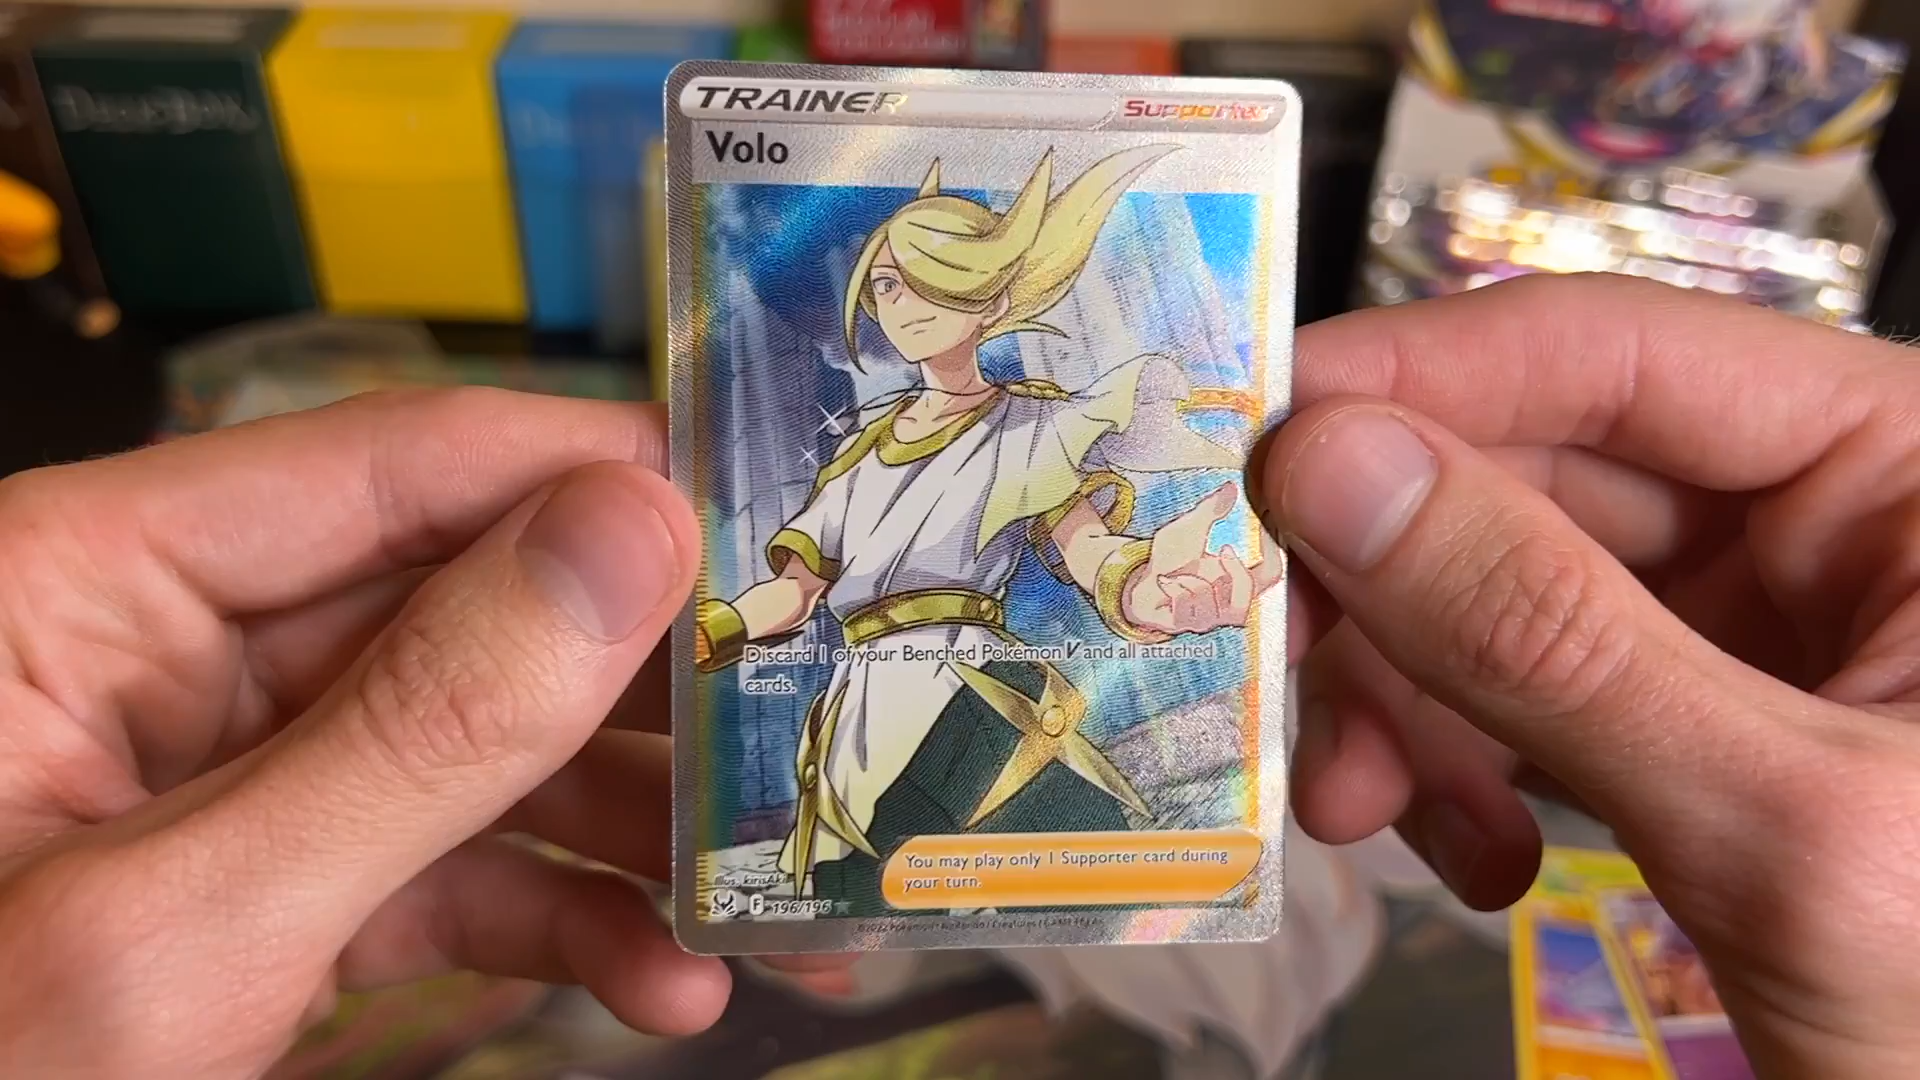 TRAINER
Supporter
Volo
Discard 1 of your Benched Pokémon V and all attached
cards.
You may play only 1 Supporter card during
your turn.
Illus. kirisAki
F 196/196